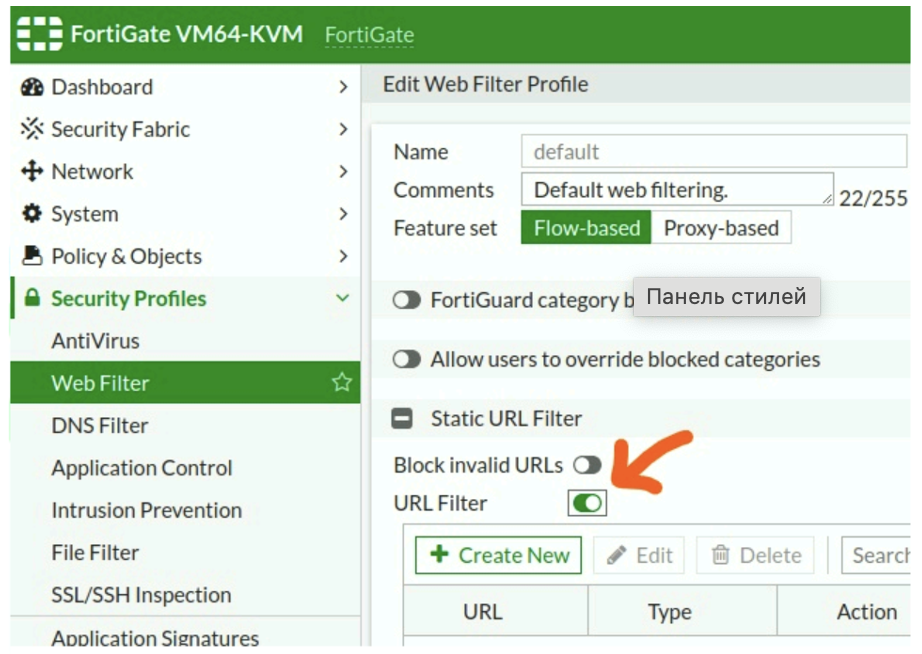 FortiGate VM64-KVM FortiGate
Dashboard
Security Fabric
Network
System
Policy & Objects
Security Profiles
AntiVirus
Web Filter
DNS Filter
Application Control
Intrusion Prevention
File Filter
SSL/SSH Inspection
Application Signatures
Edit Web Filter Profile
Name default
Comments Default web filtering. 22/255
Feature set Flow-based Proxy-based
FortiGuard category b
Панель стилей
Allow users to override blocked categories
Static URL Filter
Block invalid URLs
URL Filter
Create New Edit Delete Search
URL Type Action